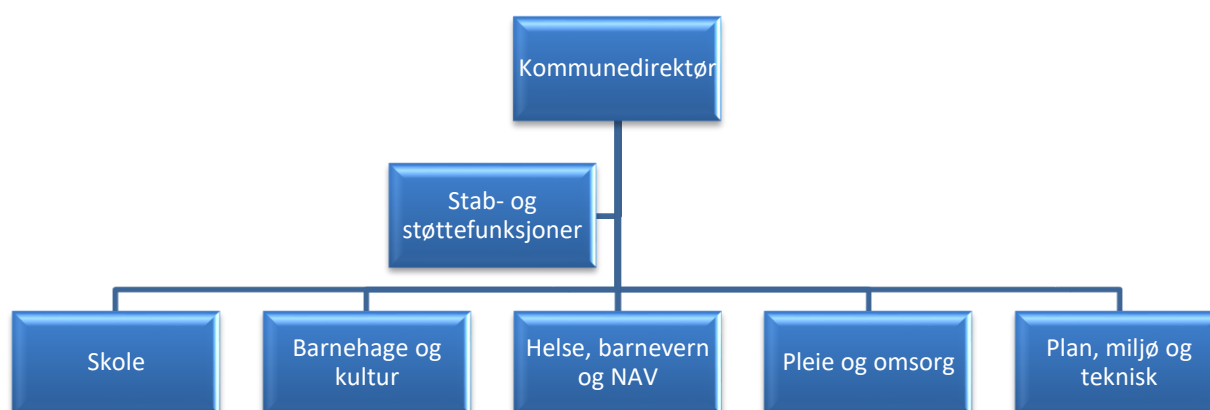 Kommunedirektør
Stab- og
støttefunksjoner
Skole
Barnehage og
kultur
Helse, barnevern
og NAV
Pleie og omsorg
Plan, miljø og
teknisk